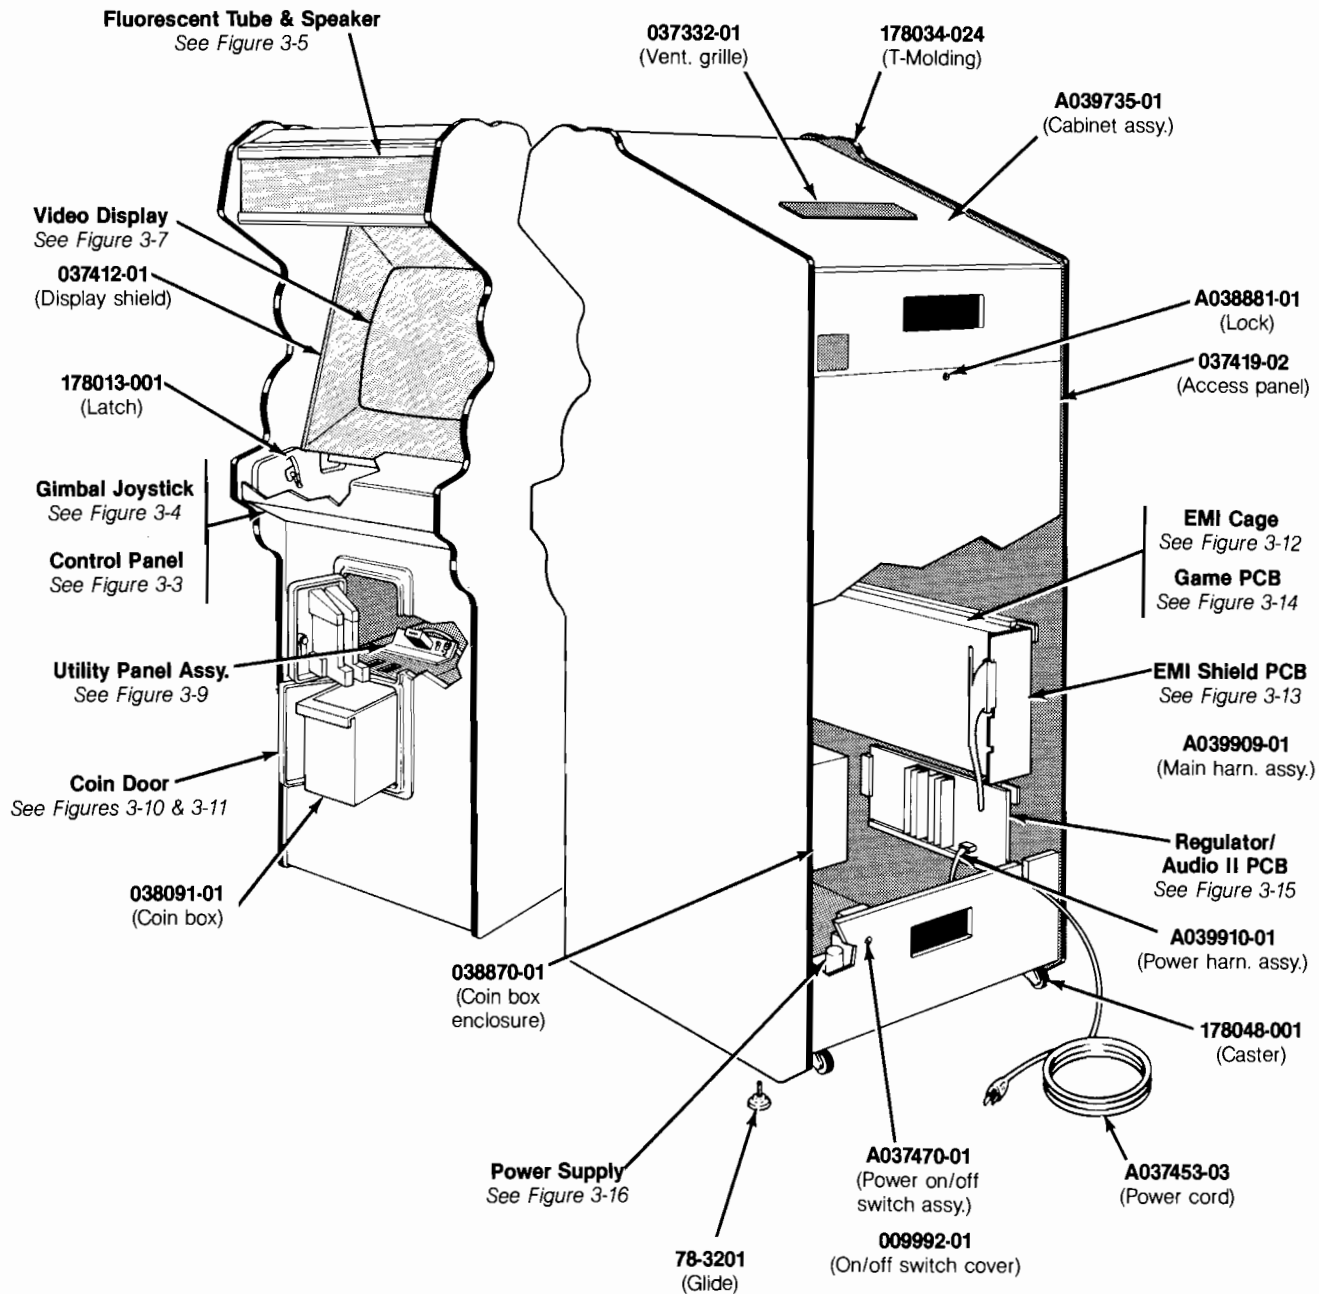 Fluorescent Tube & Speaker
See Figure 3-5
037332-01
(Vent. grille)
178034-024
(T-Molding)
A039735-01
(Cabinet assy.)
Video Display
See Figure 3-7
037412-01
(Display shield)
178013-001
(Latch)
Gimbal Joystick
See Figure 3-4
Control Panel
See Figure 3-3
Utility Panel Assy.
See Figure 3-9
Coin Door
See Figures 3-10 & 3-11
038091-01
(Coin box)
A038881-01
(Lock)
037419-02
(Access panel)
EMI Cage
See Figure 3-12
Game PCB
See Figure 3-14
EMI Shield PCB
See Figure 3-13
A039909-01
(Main harn. assy.)
Regulator/
Audio II PCB
See Figure 3-15
A039910-01
(Power harn. assy.)
178048-001
(Caster)
038870-01
(Coin box
enclosure)
Power Supply
See Figure 3-16
78-3201
(Glide)
A037470-01
(Power on/off
switch assy.)
009992-01
(On/off switch cover)
A037453-03
(Power cord)